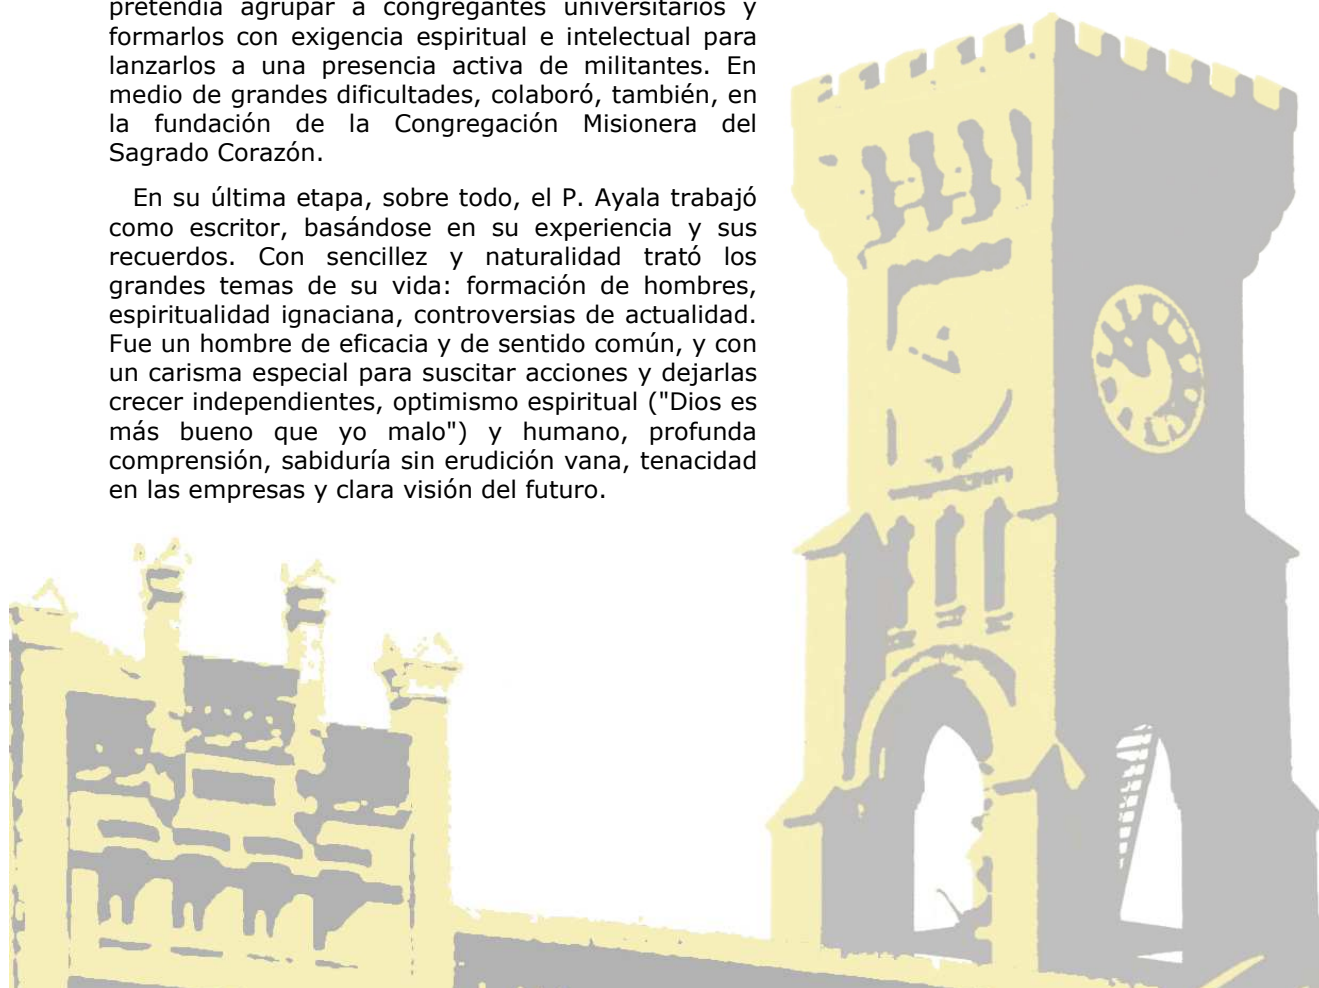 pretendía agrupar a congregantes universitarios y
formarlos con exigencia espiritual e intelectual para
lanzarlos a una presencia activa de militantes. En
medio de grandes dificultades, colaboró, también, en
la fundación de la Congregación Misionera del
Sagrado Corazón.
En su última etapa, sobre todo, el P. Ayala trabajó
como escritor, basándose en su experiencia y sus
recuerdos. Con sencillez y naturalidad trató los
grandes temas de su vida: formación de hombres,
espiritualidad ignaciana, controversias de actualidad.
Fue un hombre de eficacia y de sentido común, y con
un carisma especial para suscitar acciones y dejarlas
crecer independientes, optimismo espiritual ("Dios es
más bueno que yo malo") y humano, profunda
comprensión, sabiduría sin erudición vana, tenacidad
en las empresas y clara visión del futuro.